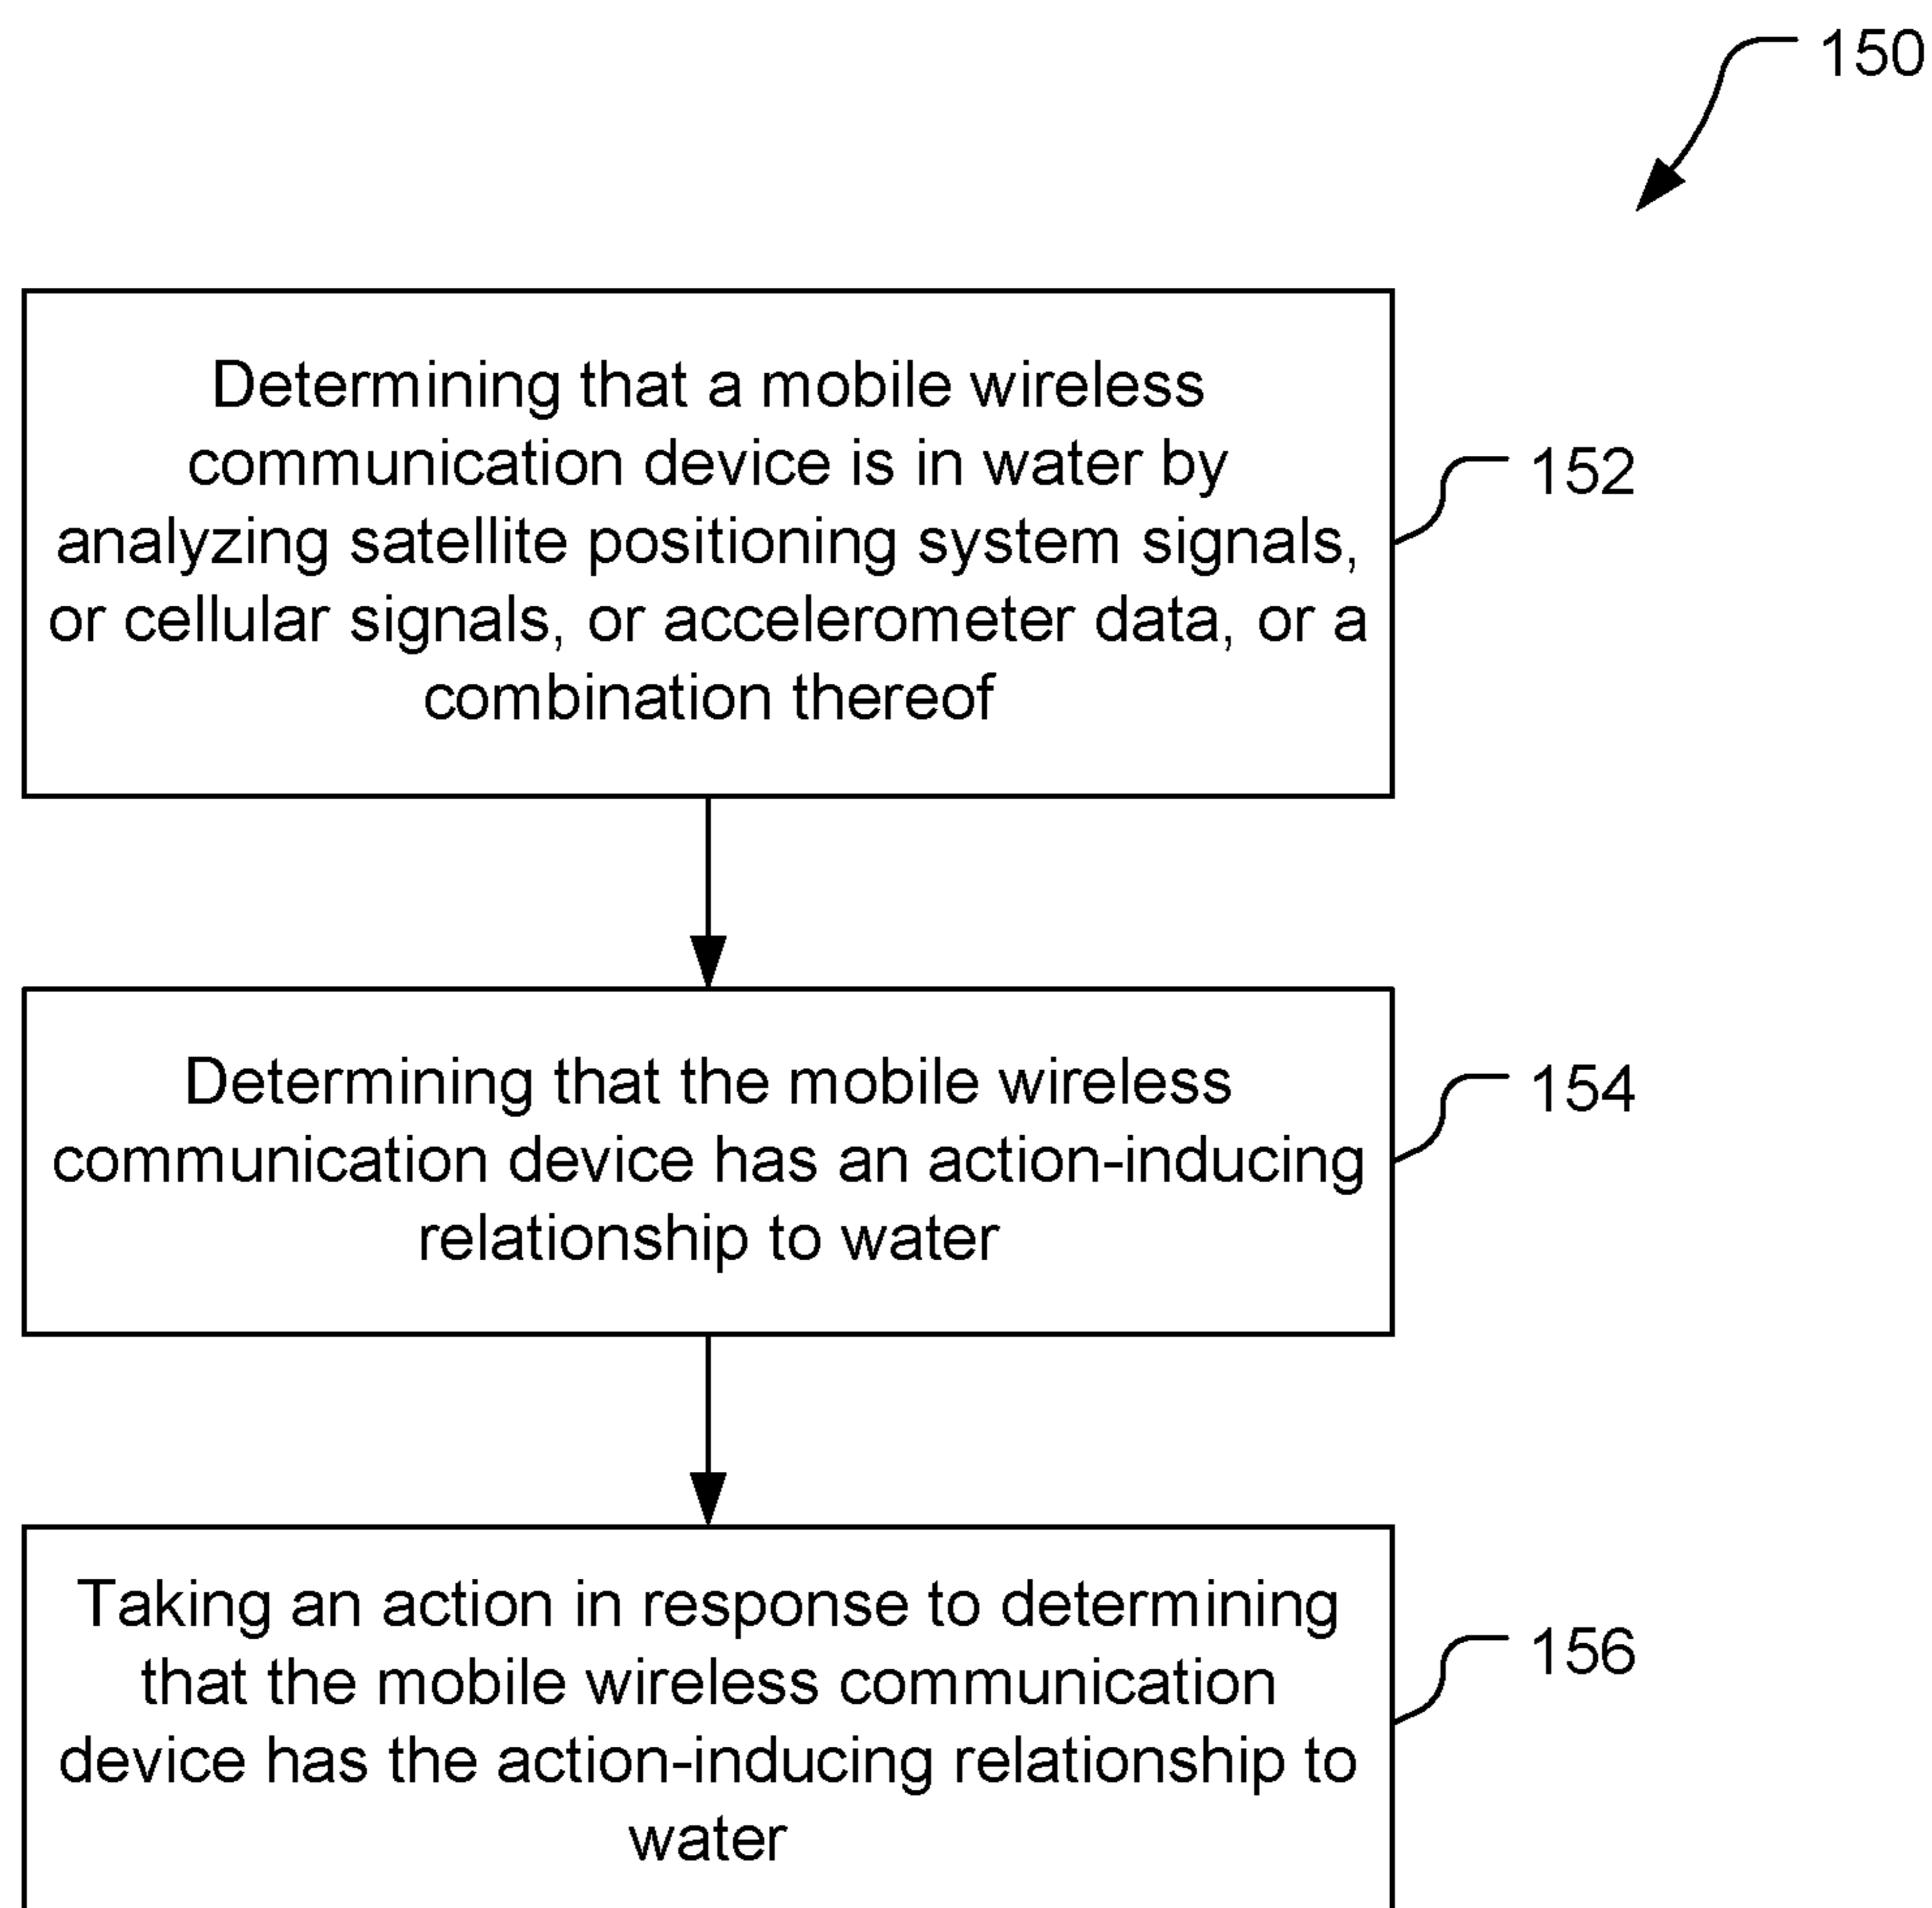 150
Determining that a mobile wireless
communication device is in water by
analyzing satellite positioning system signals,
or cellular signals, or accelerometer data, or a
combination thereof
152
Determining that the mobile wireless
communication device has an action-inducing
relationship to water
154
Taking an action in response to determining
that the mobile wireless communication
device has the action-inducing relationship to
water
156